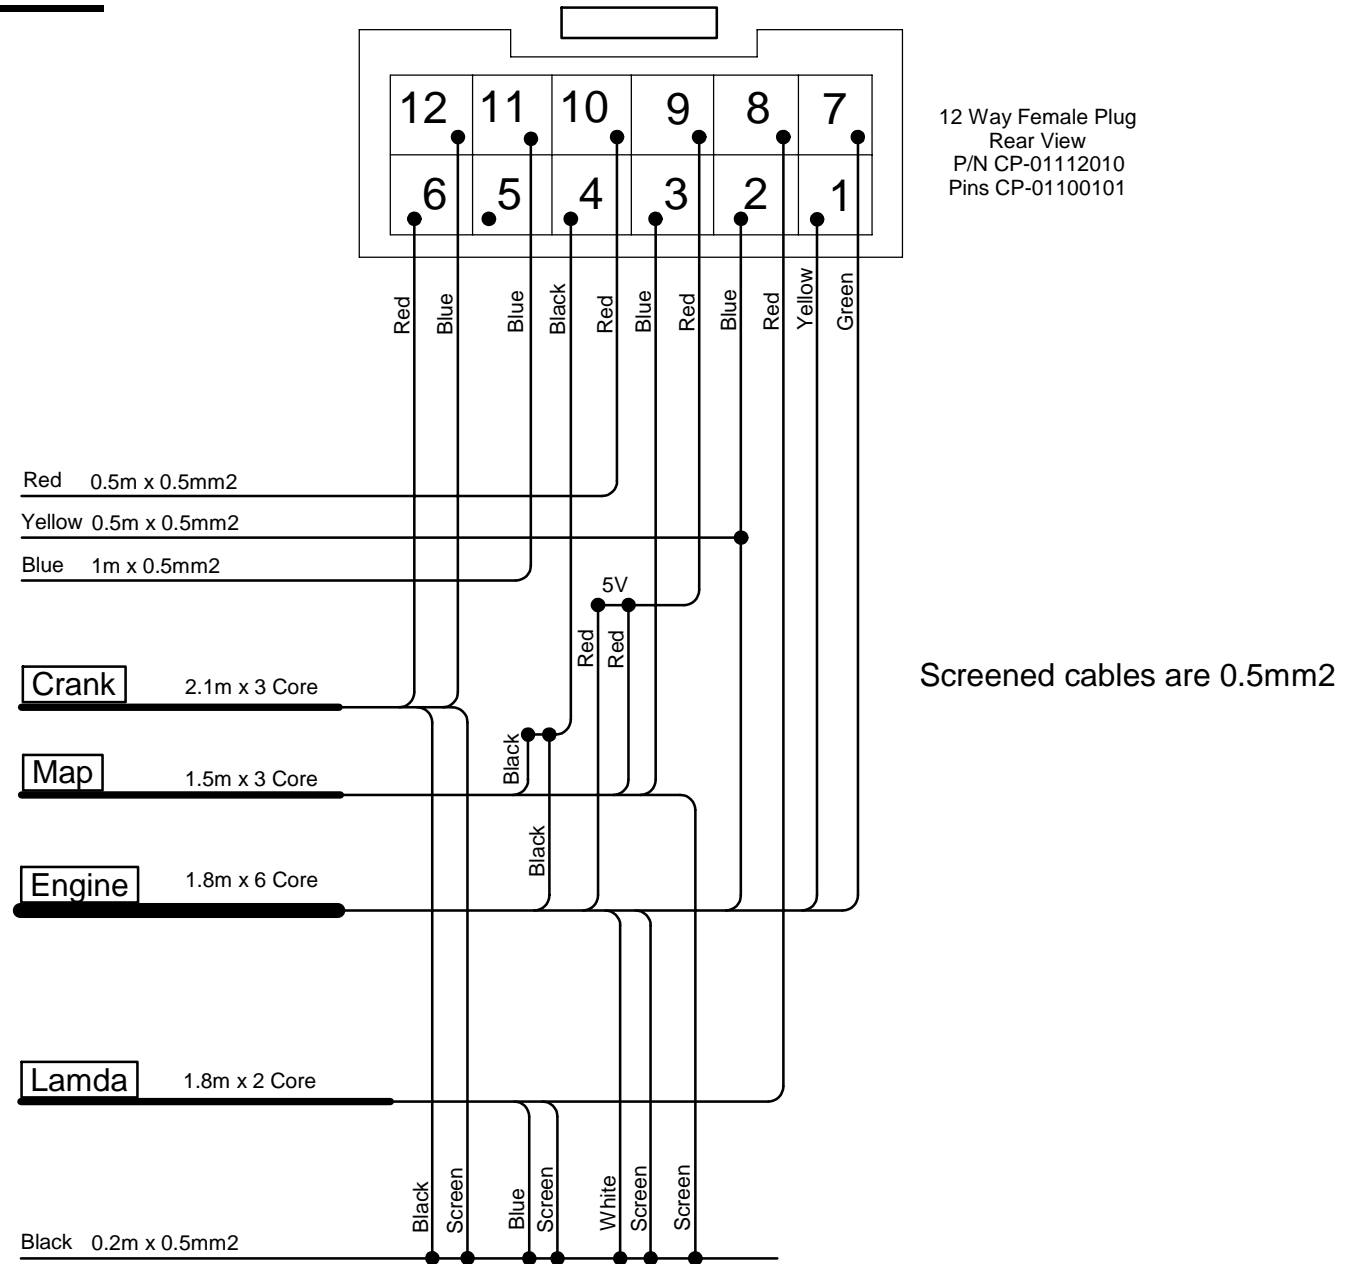 12 11 10 9 8 7
6 5 4 3 2 1
12 Way Female Plug
Rear View
P/N CP-01112010
Pins CP-01100101
Red
Blue
Blue
Black
Red
Blue
Red
Blue
Red
Yellow
Green
Red 0.5m x 0.5mm2
Yellow 0.5m x 0.5mm2
Blue 1m x 0.5mm2
5V
Red
Red
Crank 2.1m x 3 Core
Screened cables are 0.5mm2
Black
Map 1.5m x 3 Core
Black
Engine 1.8m x 6 Core
Lamda 1.8m x 2 Core
Black
Screen
Blue
Screen
White
Screen
Screen
Black 0.2m x 0.5mm2